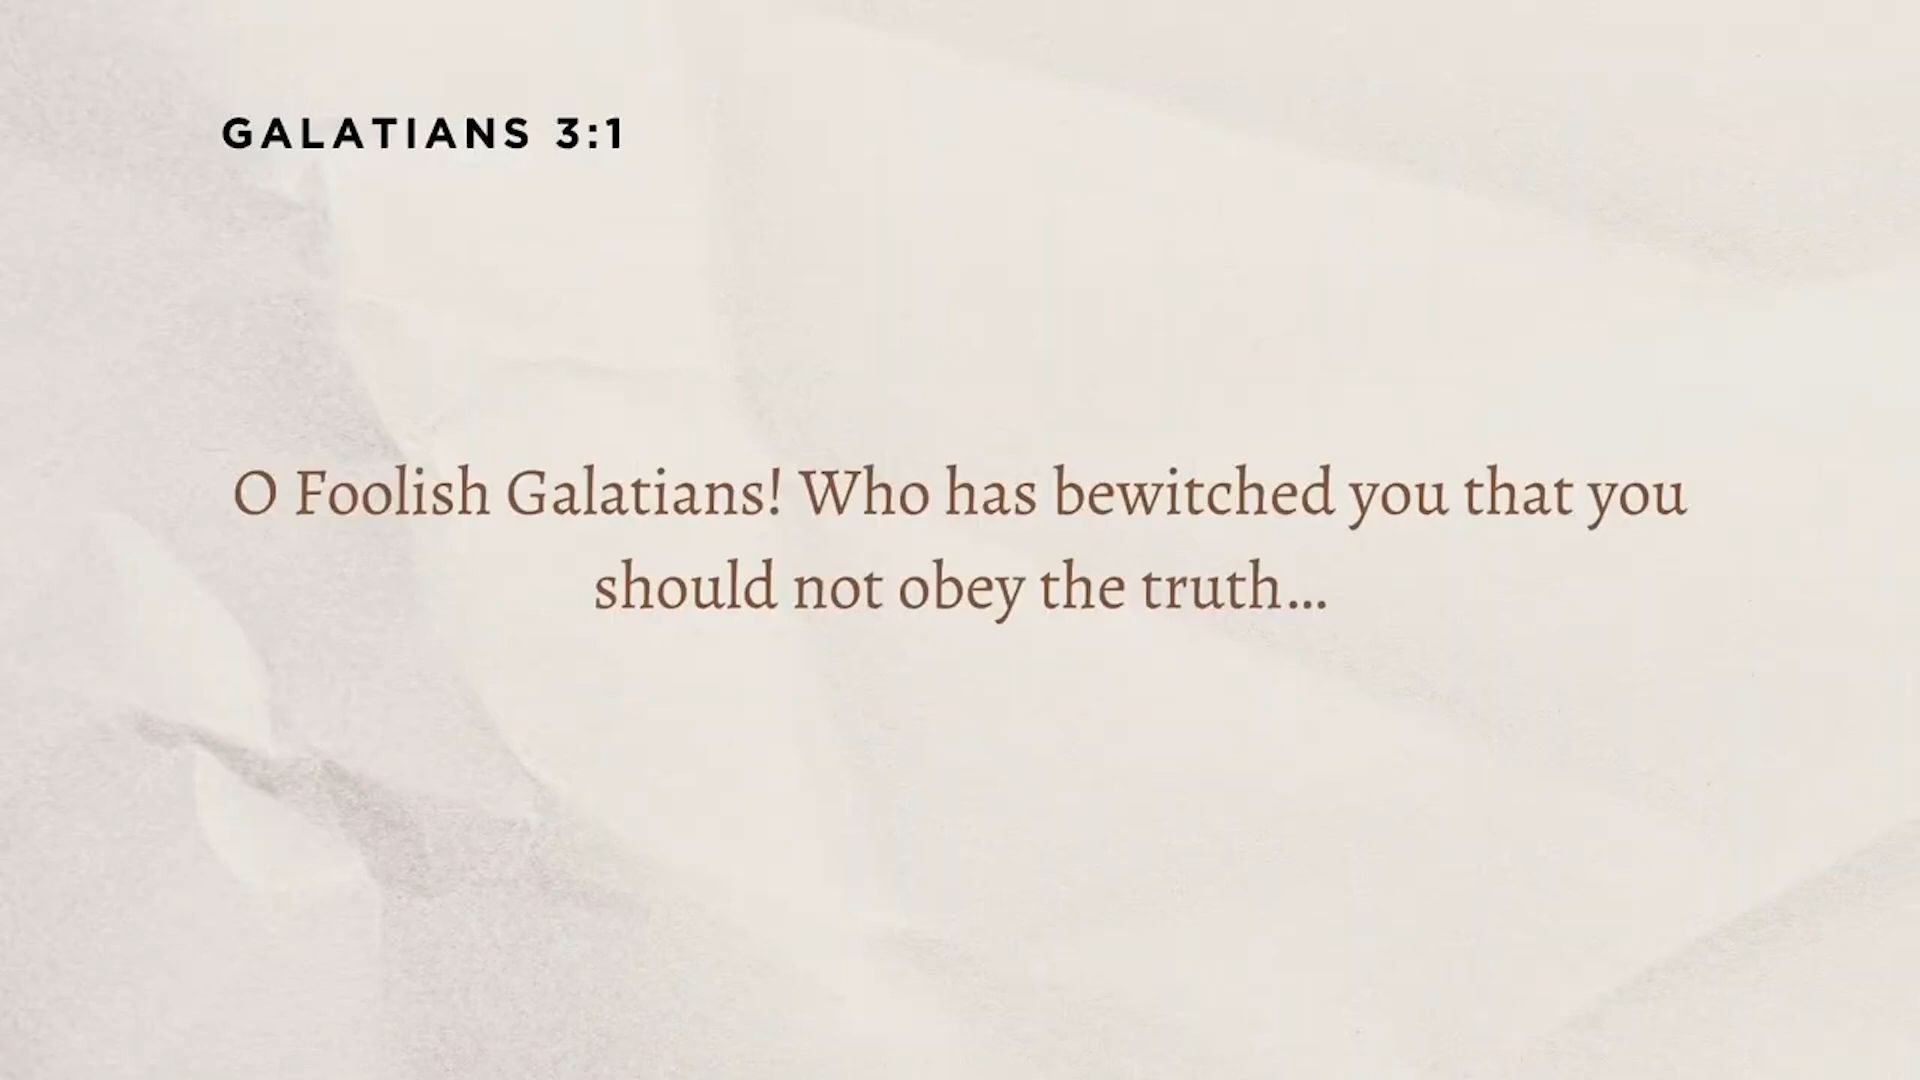 GALATIANS 3:1
O Foolish Galatians! Who has bewitched you that you
should not obey the truth...